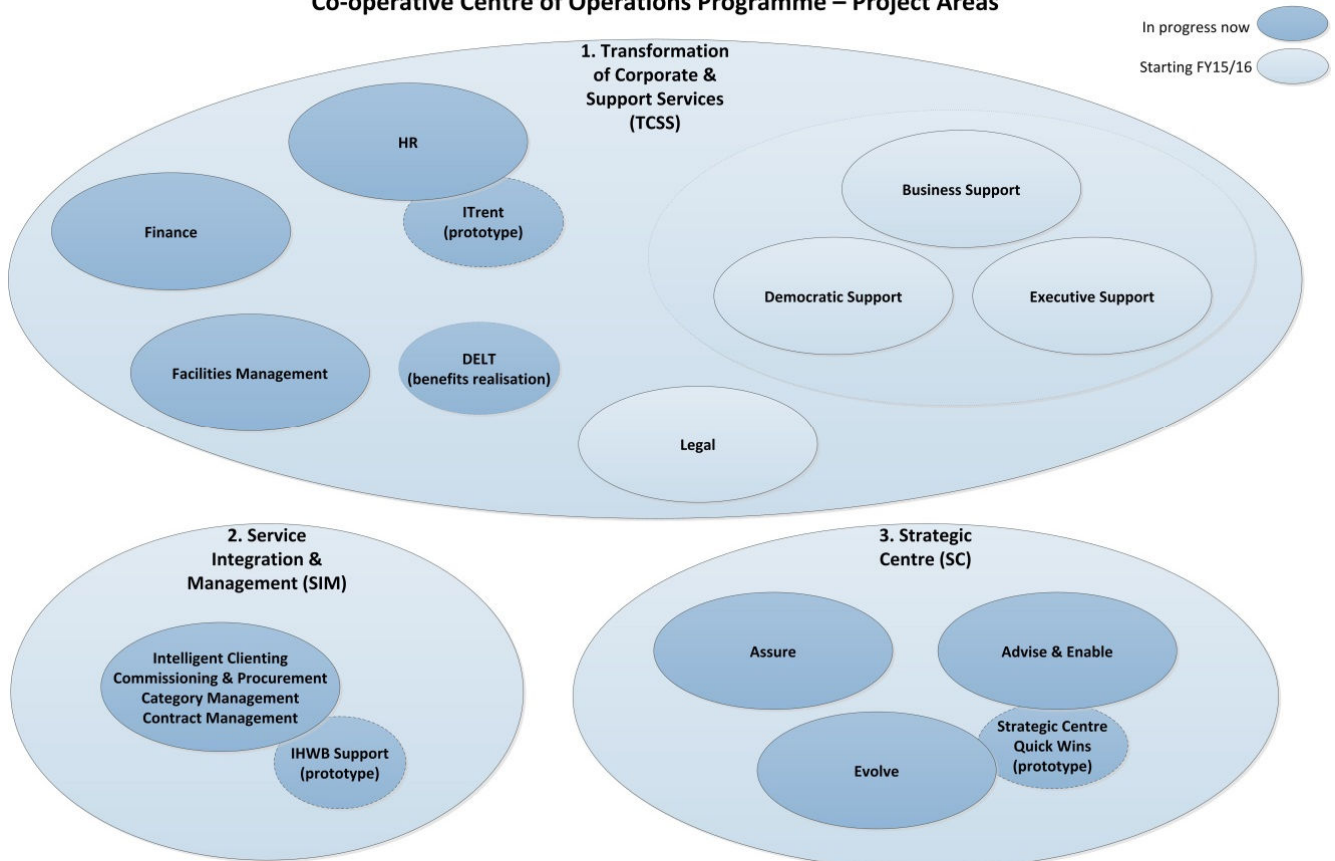 Co-operative Centre of Operations Programme – Project Areas
In progress now
Starting FY15/16
1. Transformation
of Corporate &
Support Services
(TCSS)
HR
ITrent
(prototype)
Finance
Business Support
Democratic Support
Executive Support
Facilities Management
DELT
(benefits realisation)
Legal
2. Service
Integration &
Management (SIM)
Intelligent Clienting
Commissioning & Procurement
Category Management
Contract Management
IHWB Support
(prototype)
3. Strategic
Centre (SC)
Assure
Advise & Enable
Strategic Centre
Quick Wins
(prototype)
Evolve